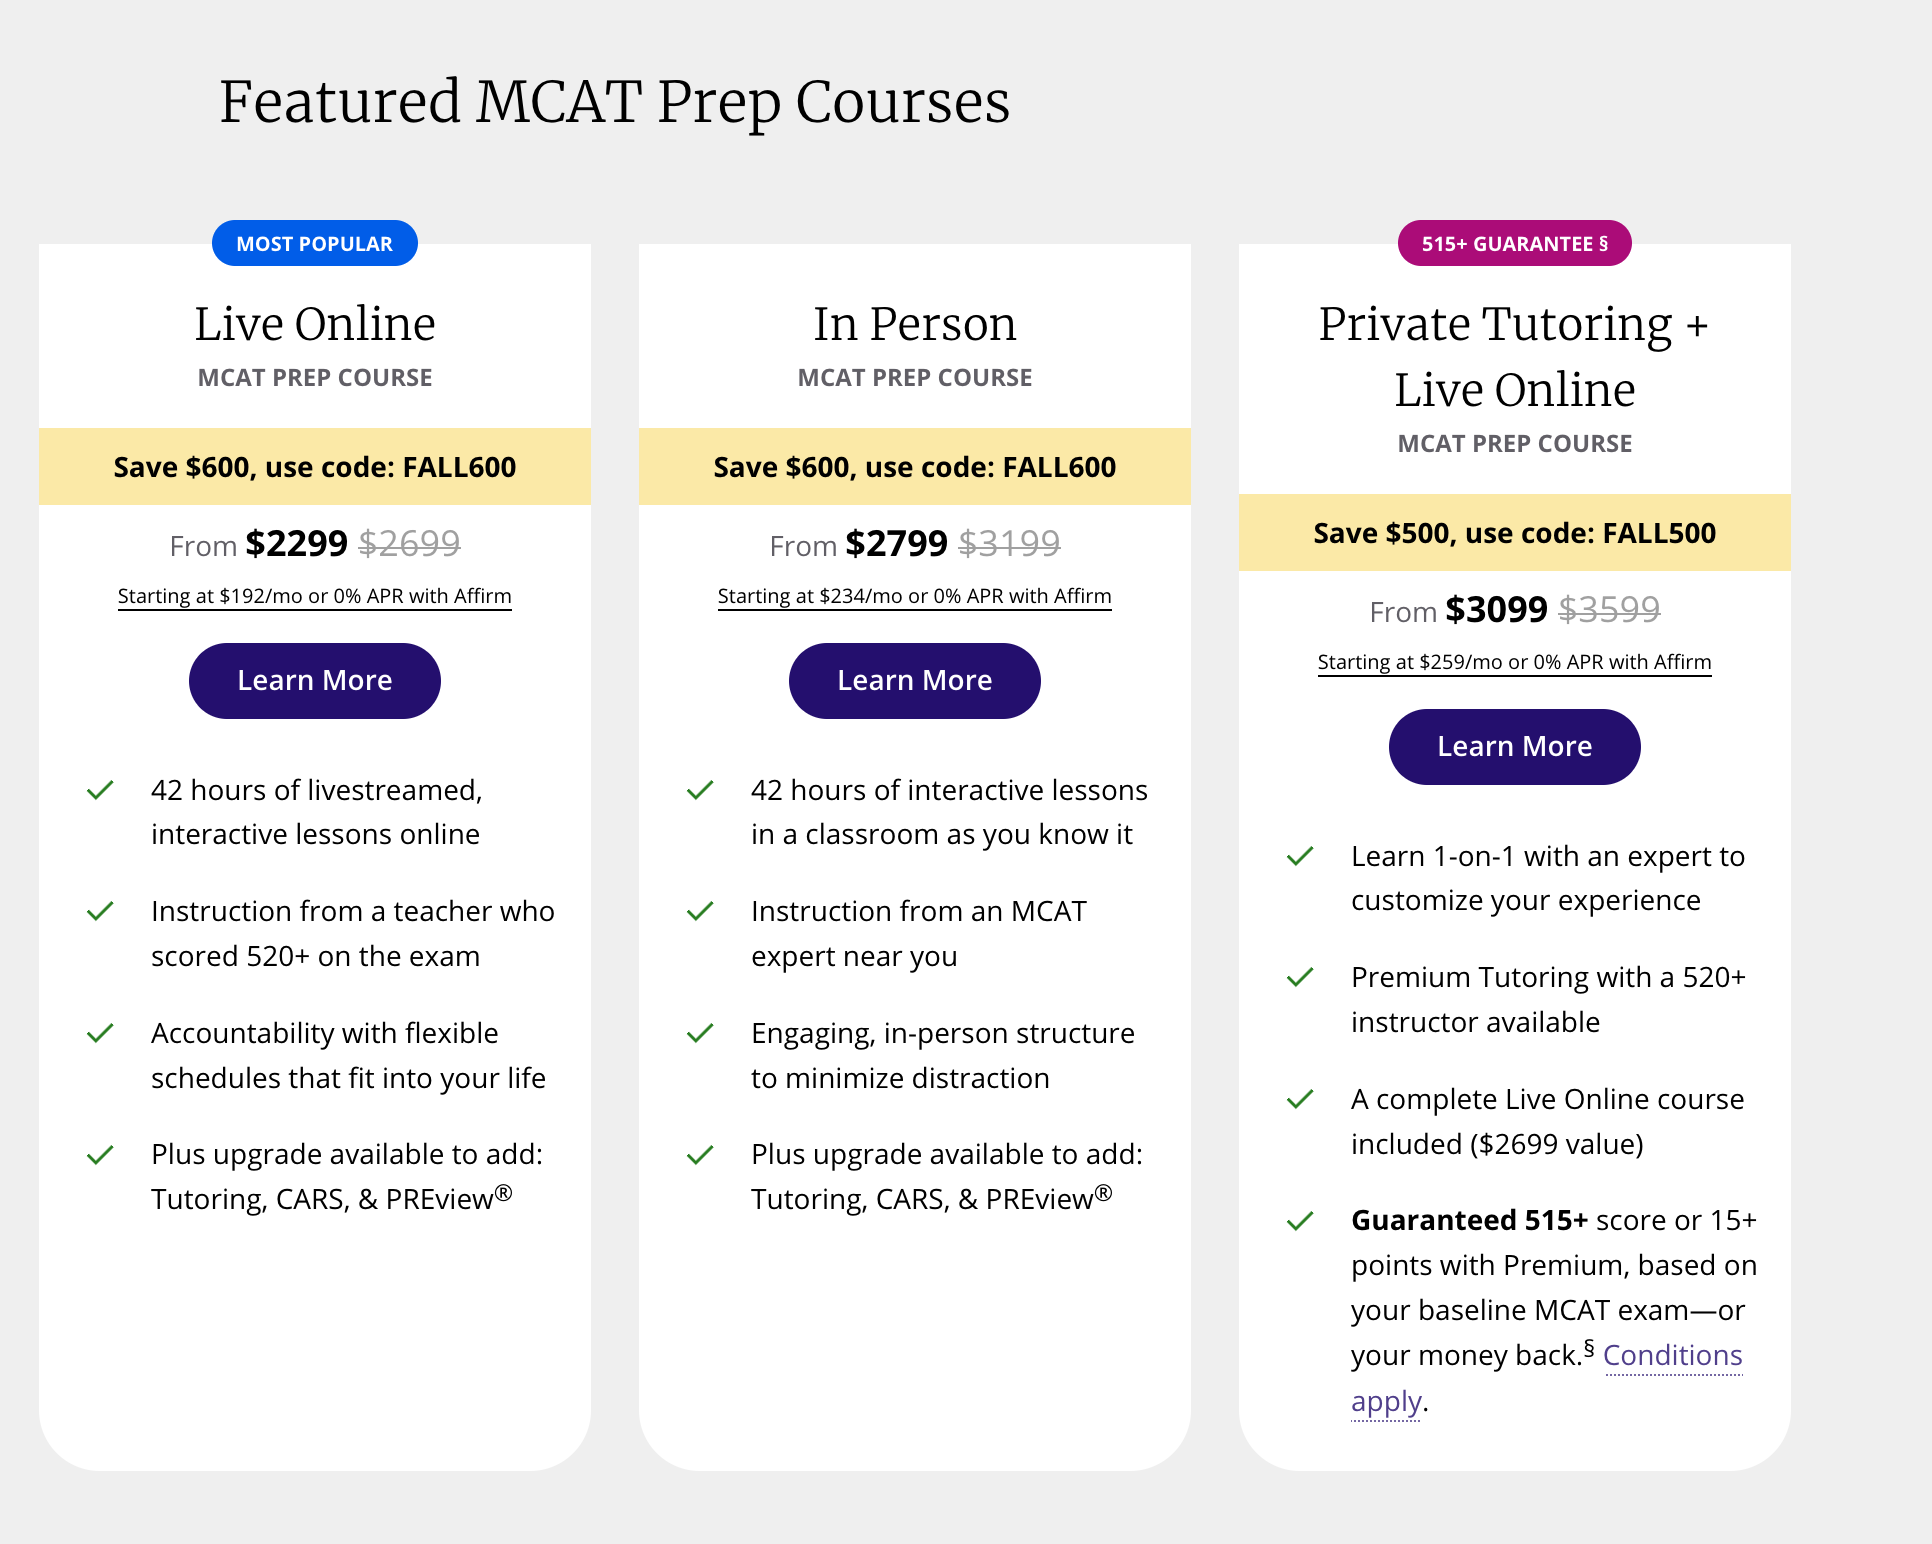 Featured MCAT Prep Courses
MOST POPULAR
Live Online
MCAT PREP COURSE
Save $600, use code: FALL600
From $2299 $2699
Starting at $192/mo or 0% APR with Affirm
Learn More
42 hours of livestreamed,
interactive lessons online
Instruction from a teacher who
scored 520+ on the exam
Accountability with flexible
schedules that fit into your life
Plus upgrade available to add:
Tutoring, CARS, & PREview®
In Person
MCAT PREP COURSE
Save $600, use code: FALL600
From $2799 $3199
Starting at $234/mo or 0% APR with Affirm
Learn More
42 hours of interactive lessons
in a classroom as you know it
Instruction from an MCAT
expert near you
Engaging, in-person structure
to minimize distraction
Plus upgrade available to add:
Tutoring, CARS, & PREview®
515+ GUARANTEE §
Private Tutoring +
Live Online
MCAT PREP COURSE
Save $500, use code: FALL500
From $3099 $3599
Starting at $259/mo or 0% APR with Affirm
Learn More
Learn 1-on-1 with an expert to
customize your experience
Premium Tutoring with a 520+
instructor available
A complete Live Online course
included ($2699 value)
Guaranteed 515+ score or 15+
points with Premium, based on
your baseline MCAT exam—or
your money back.§ Conditions
apply.